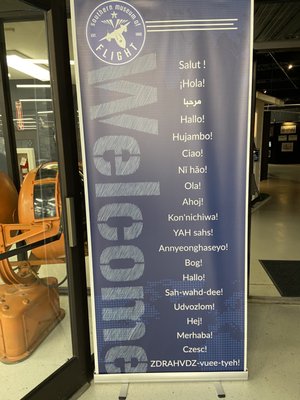 southern museum of
FLIGHT
Welcome
Salut !
¡Hola!
مرحبا
Hallo!
Hujambo!
Ciao!
Nǐ hǎo!
Ola!
Ahoj!
Kon'nichiwa!
YAH sahs!
Annyeonghaseyo!
Bog!
Hallo!
Sah-wahd-dee!
Udvozlom!
Hej!
Merhaba!
Czesc!
ZDRAHVDZ-vuee-tyeh!